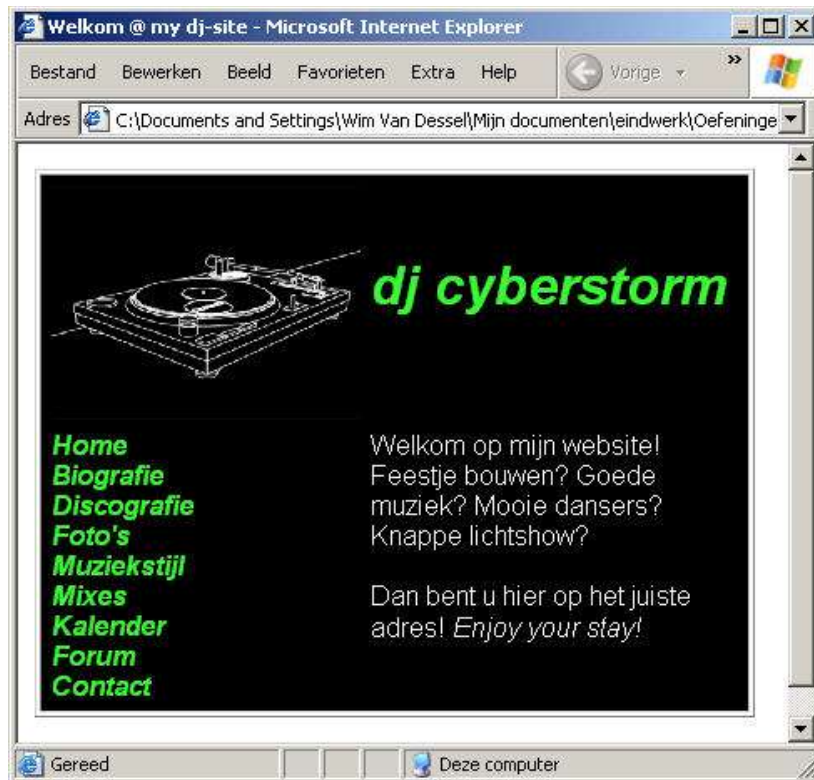 Welkom @ my dj-site - Microsoft Internet Explorer
Bestand Bewerken Beeld Favorieten Extra Help Vorige »
Adres C:\Documents and Settings\Wim Van Dessel\Mijn documenten\eindwerk\Oefeninge
dj cyberstorm
Home
Biografie
Discografie
Foto's
Muziekstijl
Mixes
Kalender
Forum
Contact
Welkom op mijn website!
Feestje bouwen? Goede
muziek? Mooie dansers?
Knappe lichtshow?
Dan bent u hier op het juiste
adres! Enjoy your stay!
Gereed Deze computer